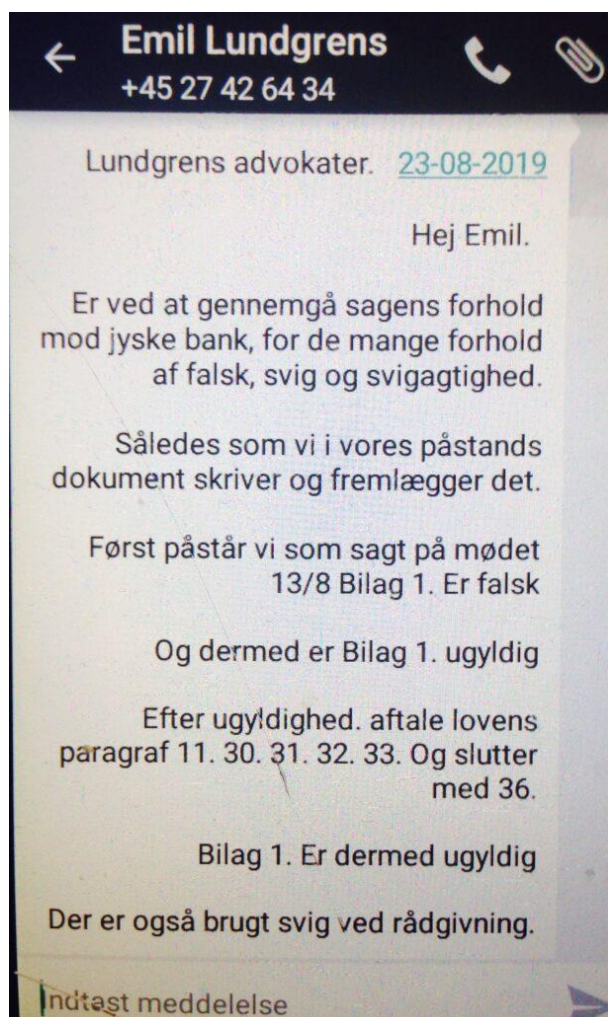 Emil Lundgrens
+45 27 42 64 34
Lundgrens advokater. 23-08-2019
Hej Emil.
Er ved at gennemgå sagens forhold
mod jyske bank, for de mange forhold
af falsk, svig og svigagtighed.
Således som vi i vores påstands
dokument skriver og fremlægger det.
Først påstår vi som sagt på mødet
13/8 Bilag 1. Er falsk
Og dermed er Bilag 1. ugyldig
Efter ugyldighed. aftale lovens
paragraf 11. 30. 31. 32. 33. Og slutter
med 36.
Bilag 1. Er dermed ugyldig
Der er også brugt svig ved rådgivning.
Indtast meddelelse